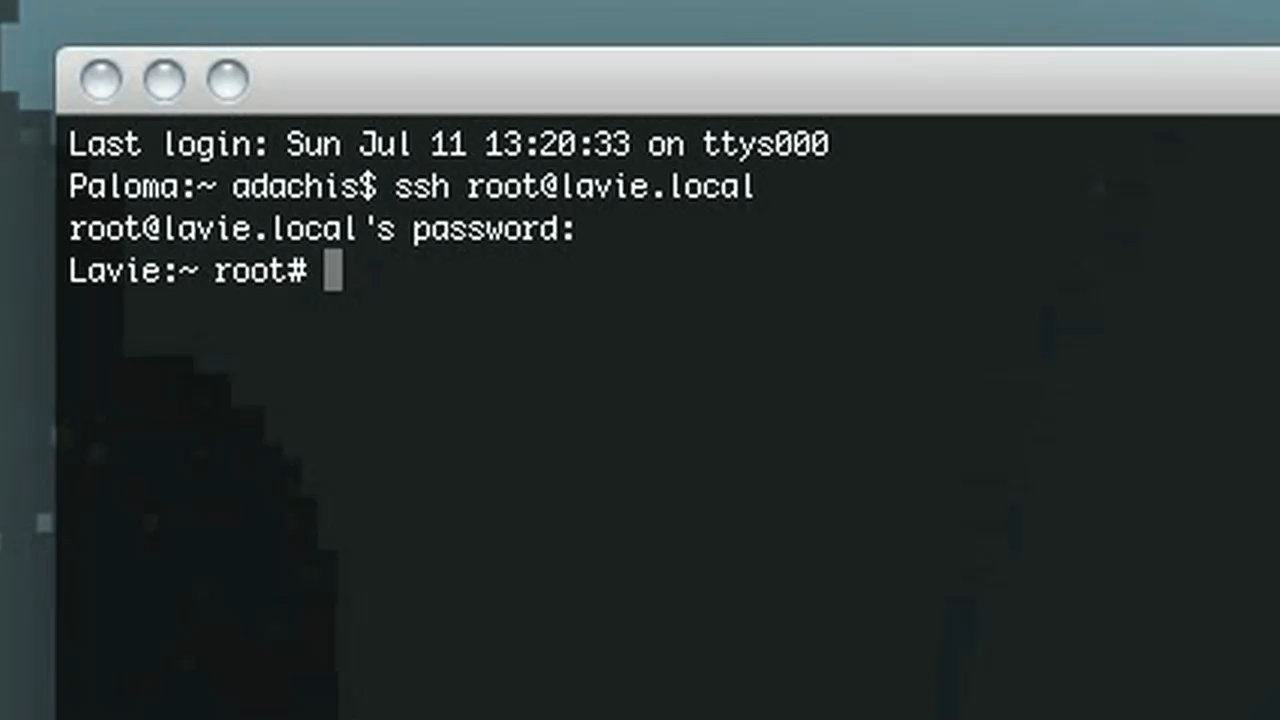 Last login: Sun Jul 11 13:20:33 on ttys000
Paloma:~ adachis$ ssh root@lavie.local
root@lavie.local's password:
Lavie:~ root#